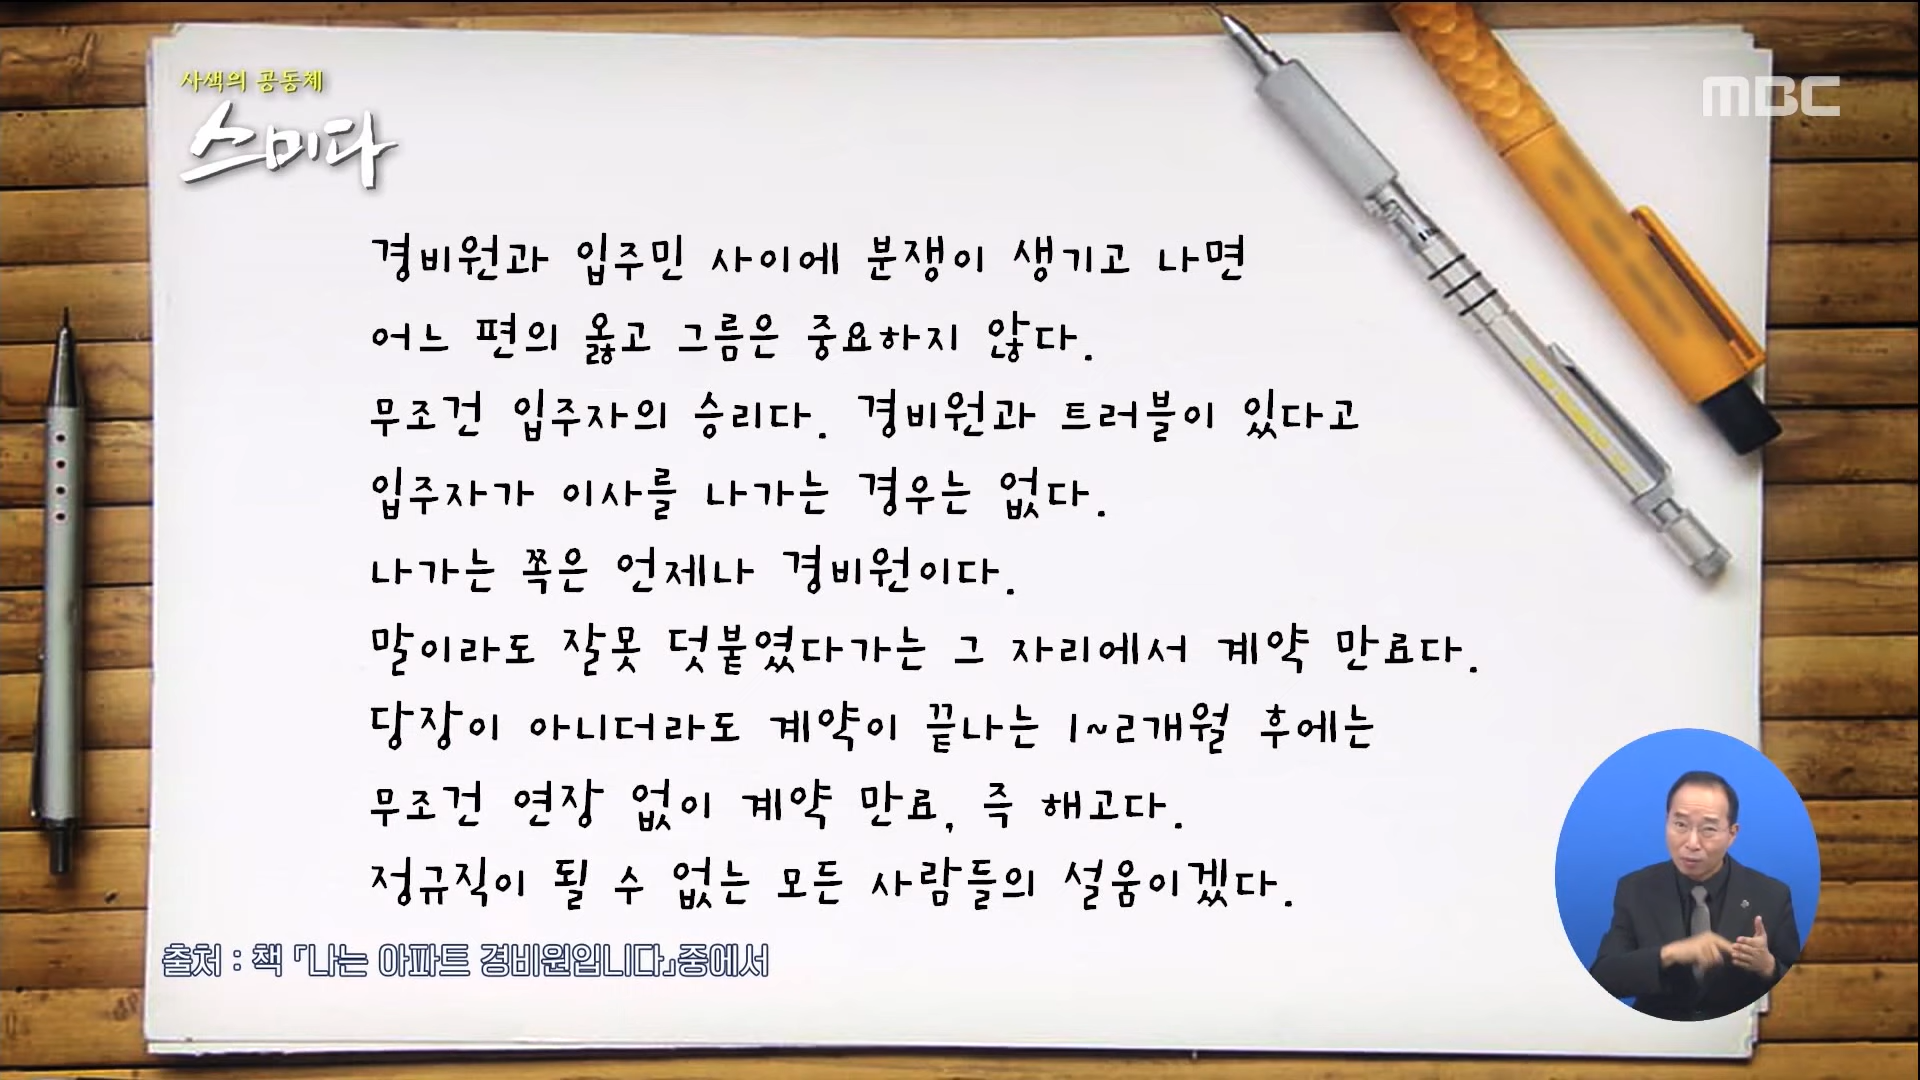 사색의 공동체
스미다
MBC
경비원과 입주민 사이에 분쟁이 생기고 나면
어느 편의 옳고 그름은 중요하지 않다.
무조건 입주자의 승리다. 경비원과 트러블이 있다고
입주자가 이사를 나가는 경우는 없다.
나가는 쪽은 언제나 경비원이다.
말이라도 잘못 덧붙였다가는 그 자리에서 계약 만료다.
당장이 아니더라도 계약이 끝나는 1~2개월 후에는
무조건 연장 없이 계약 만료, 즉 해고다.
정규직이 될 수 없는 모든 사람들의 설움이겠다.
출처 : 책 「나는 아파트 경비원입니다」중에서